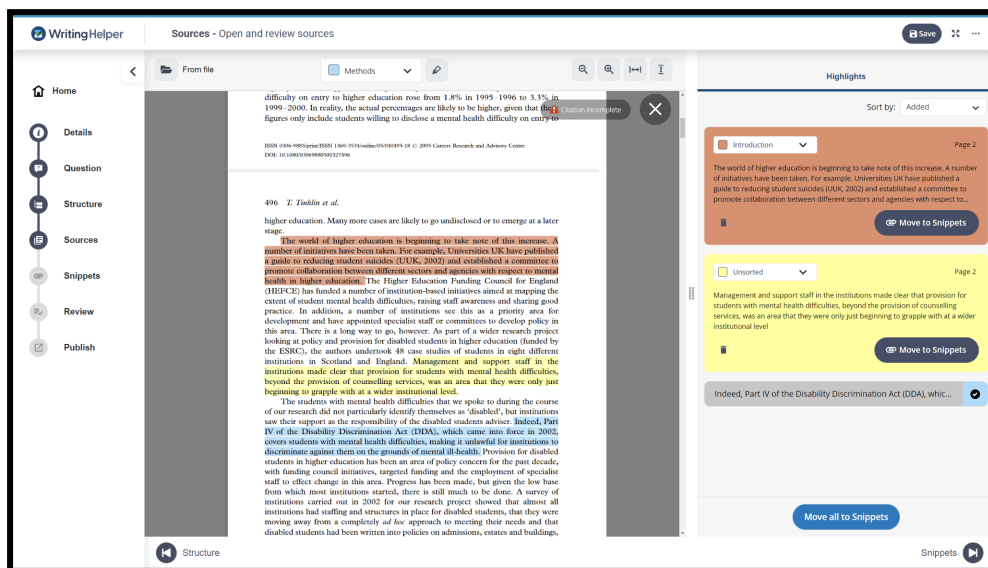 WritingHelper
Sources - Open and review sources
Save
From file
Methods
Highlights
Home
Details
Question
Structure
Sources
Snippets
Review
Publish
difficulty on entry to higher education rose from 1.8% in 1995–1996 to 3.3% in
1999–2000. In reality, the actual percentages are likely to be higher, given that these
figures only include students willing to disclose a mental health difficulty on entry to
Citation incomplete
ISSN 0306-9885/print/ISSN 1469-3534/online/05/040495-18 © 2005 Careers Research and Advisory Centre
DOI: 10.1080/03069880500327496
496 T. Tinklin et al.
higher education. Many more cases are likely to go undisclosed or to emerge at a later
stage.
The world of higher education is beginning to take note of this increase. A
number of initiatives have been taken. For example, Universities UK have published
a guide to reducing student suicides (UUK, 2002) and established a committee to
promote collaboration between different sectors and agencies with respect to mental
health in higher education. The Higher Education Funding Council for England
(HEFCE) has funded a number of institution-based initiatives aimed at mapping the
extent of student mental health difficulties, raising staff awareness and sharing good
practice. In addition, a number of institutions see this as a priority area for
development and have appointed specialist staff or committees to develop policy in
this area. There is a long way to go, however. As part of a wider research project
looking at policy and provision for disabled students in higher education (funded by
the ESRC), the authors undertook 48 case studies of students in eight different
institutions in Scotland and England. Management and support staff in the
institutions made clear that provision for students with mental health difficulties,
beyond the provision of counselling services, was an area that they were only just
beginning to grapple with at a wider institutional level.
The students with mental health difficulties that we spoke to during the course
of our research did not particularly identify themselves as 'disabled', but institutions
saw their support as the responsibility of the disabled students adviser. Indeed, Part
IV of the Disability Discrimination Act (DDA), which came into force in 2002,
covers students with mental health difficulties, making it unlawful for institutions to
discriminate against them on the grounds of mental ill-health. Provision for disabled
students in higher education has been an area of policy concern for the past decade,
with funding council initiatives, targeted funding and the employment of specialist
staff to effect change in this area. Progress has been made, but given the low base
from which most institutions started, there is still much to be done. A survey of
institutions carried out in 2002 for our research project showed that almost all
institutions had staffing and structures in place for disabled students, that they were
moving away from a completely ad hoc approach to meeting their needs and that
disabled students had been written into policies on admissions, estates and buildings,
Sort by: Added
Introduction
Page 2
The world of higher education is beginning to take note of this increase. A number
of initiatives have been taken. For example, Universities UK have published a
guide to reducing student suicides (UUK, 2002) and established a committee to
promote collaboration between different sectors and agencies with respect to...
Move to Snippets
Unsorted
Page 2
Management and support staff in the institutions made clear that provision for
students with mental health difficulties, beyond the provision of counselling
services, was an area that they were only just beginning to grapple with at a wider
institutional level
Move to Snippets
Indeed, Part IV of the Disability Discrimination Act (DDA), whic...
Move all to Snippets
Structure
Snippets